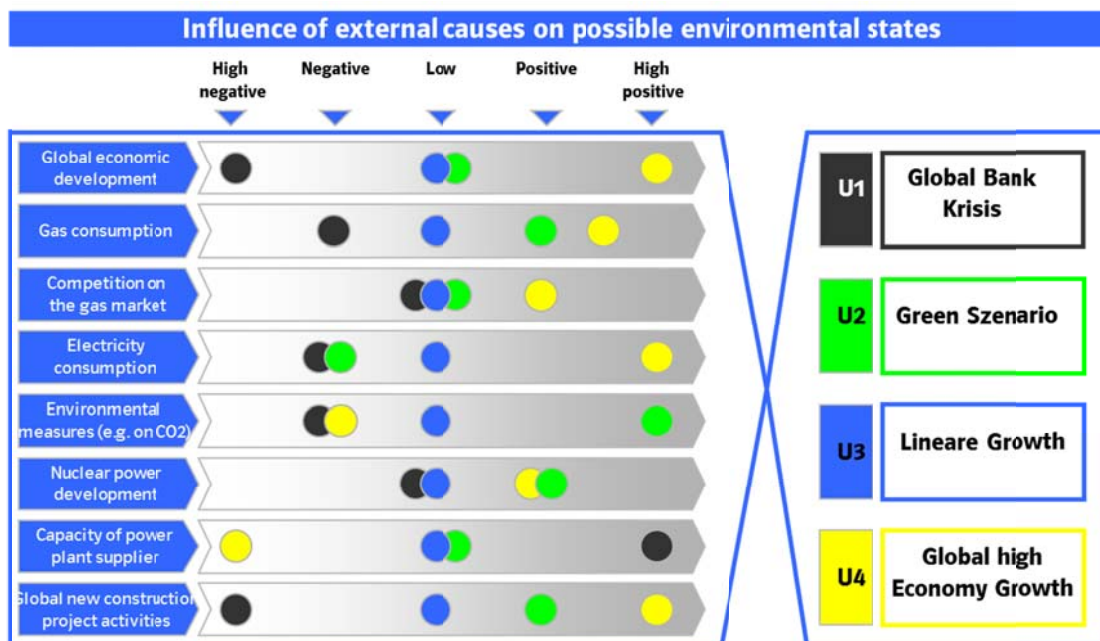 Influence of external causes on possible environmental states
High
negative
Negative
Low
Positive
High
positive
Global economic
development
Gas consumption
Competition on
the gas market
Electricity
consumption
Environmental
measures (e.g. on CO2)
Nuclear power
development
Capacity of power
plant supplier
Global new construction
project activities
U1
Global Bank
Krisis
U2
Green Szenario
U3
Lineare Growth
U4
Global high
Economy Growth